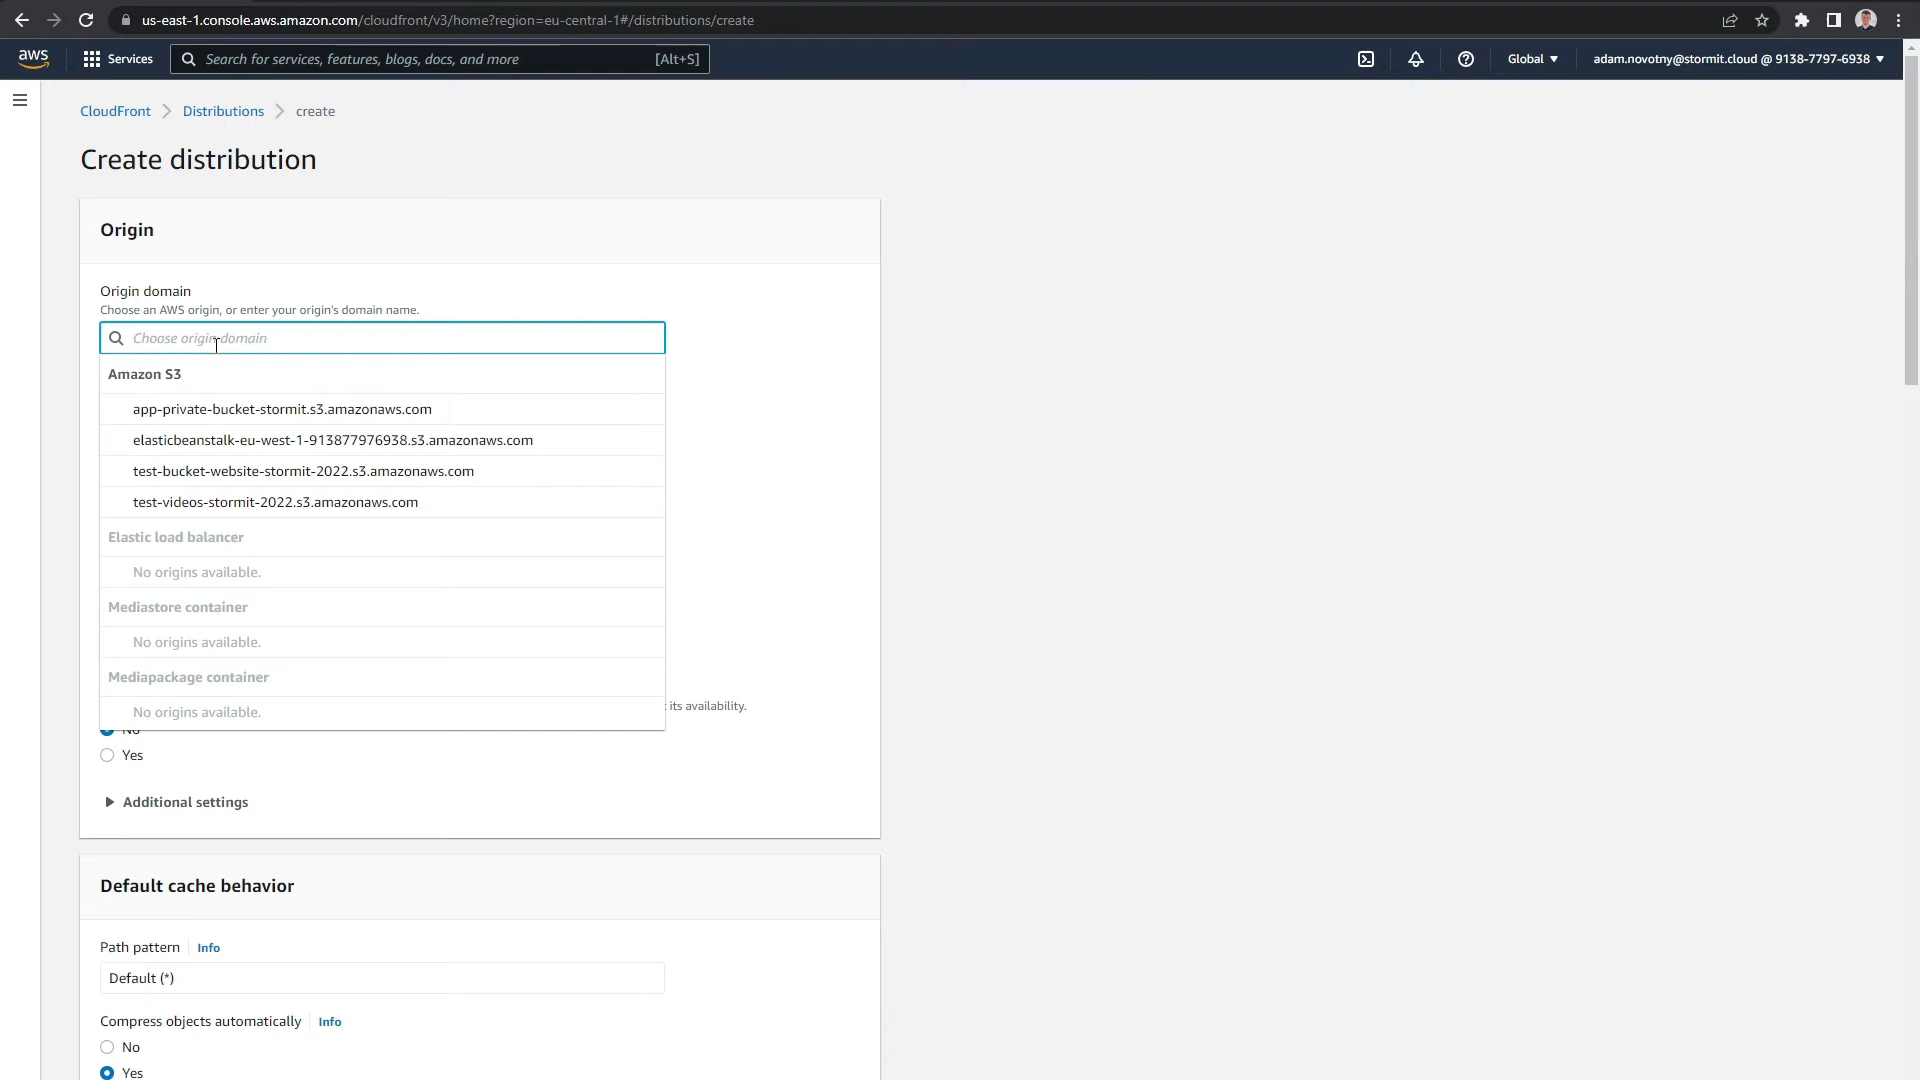 us-east-1.console.aws.amazon.com/cloudfront/v3/home?region=eu-central-1#/distributions/create
aws
Services
Search for services, features, blogs, docs, and more
[Alt+S]
Global
adam.novotny@stormit.cloud @ 9138-7797-6938
CloudFront
Distributions
create
Create distribution
Origin
Origin domain
Choose an AWS origin, or enter your origin's domain name.
Choose origin domain
Amazon S3
app-private-bucket-stormit.s3.amazonaws.com
elasticbeanstalk-eu-west-1-913877976938.s3.amazonaws.com
test-bucket-website-stormit-2022.s3.amazonaws.com
test-videos-stormit-2022.s3.amazonaws.com
Elastic load balancer
No origins available.
Mediastore container
No origins available.
Mediapackage container
its availability.
No origins available.
No
Yes
Additional settings
Default cache behavior
Path pattern
Info
Default (*)
Compress objects automatically
Info
No
Yes